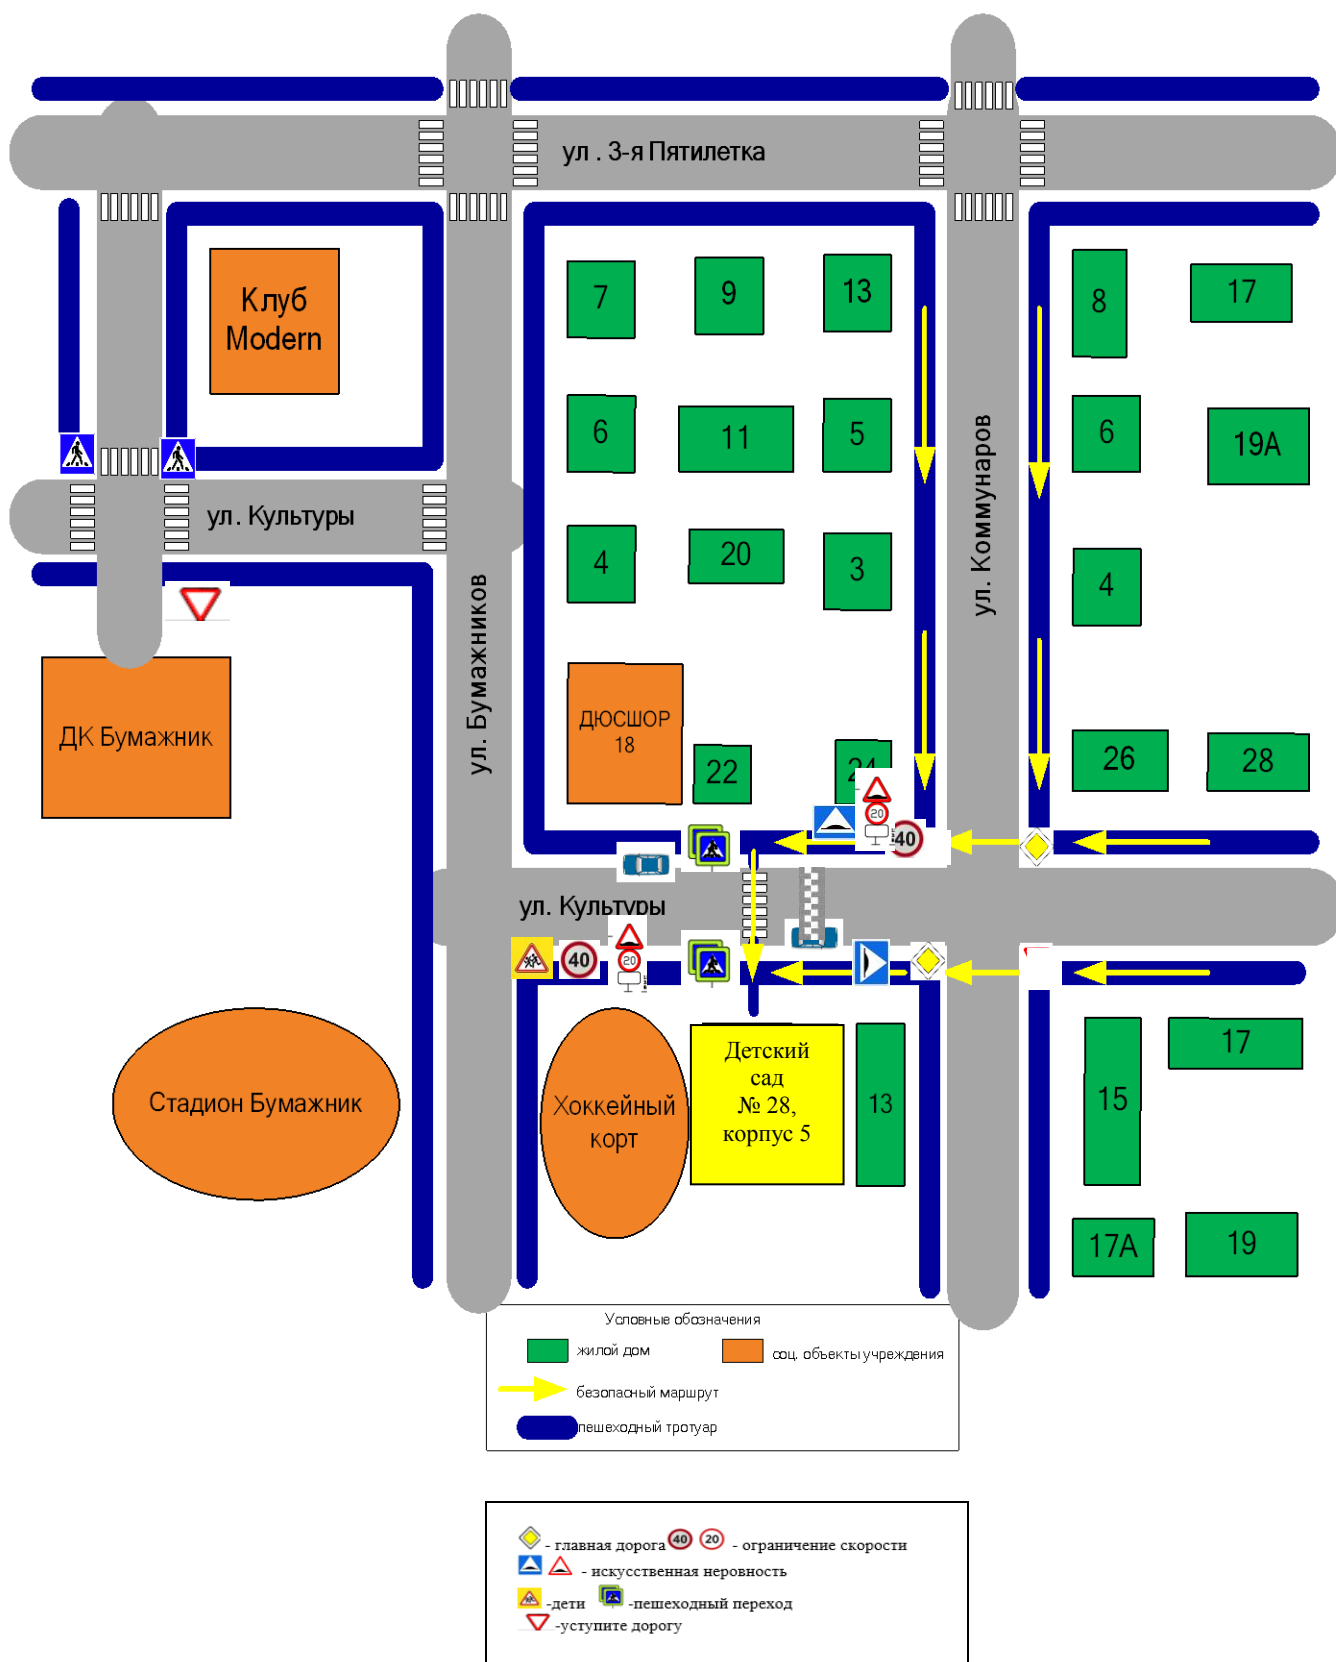 ул . 3-я Пятилетка
Клуб
Modern
7
9
13
8
17
6
11
5
6
19А
ул. Коммунаров
ул. Культуры
4
20
3
4
ул. Бумажников
ДК Бумажник
ДЮСШОР
18
22
24
26
28
20
40
ул. Культуры
40
20
Стадион Бумажник
Хоккейный
корт
Детский
сад
№ 28,
корпус 5
13
15
17
17А
19
Условные обозначения
жилой дом
соц. объекты учреждения
безопасный маршрут
пешеходный тротуар
- главная дорога 40 20 - ограничение скорости
- искусственная неровность
-дети -пешеходный переход
-уступите дорогу